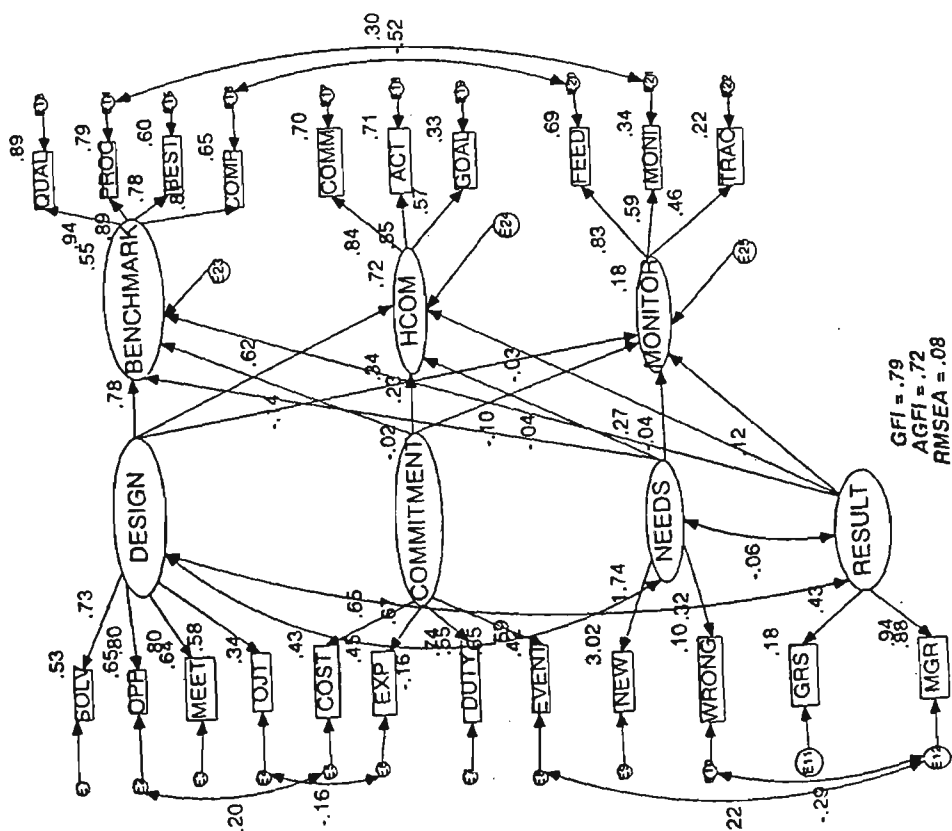 .53
SOLV
.73
.65
OPP
.80
MEET
.80
.64
.58
OJT
.34
COST
.43
EXP
-.16
DUTY
.74
.55
EVENT
.59
NEW
3.02
1.74
WRONG
.10
.32
E11
GRS
.18
.43
E12
MGR
.94
.88
.20
-.16
.22
-.29
DESIGN
COMMITMENT
NEEDS
RESULT
.65
-.06
.78
.62
-.02
.34
-.10
-.04
-.03
.27
.04
.12
BENCHMARK
.55
E23
HCOM
.72
E24
MONITOR
.18
E25
.94
.89
.78
QUAL
.89
PROC
.79
BEST
.60
COMP
.65
.84
.85
.57
COMM
.70
ACT
.71
GOAL
.33
.83
.59
.46
FEED
.69
MONI
.34
TRAC
.22
.30
-.52
GFI = .79
AGFI = .72
RMSEA = .08